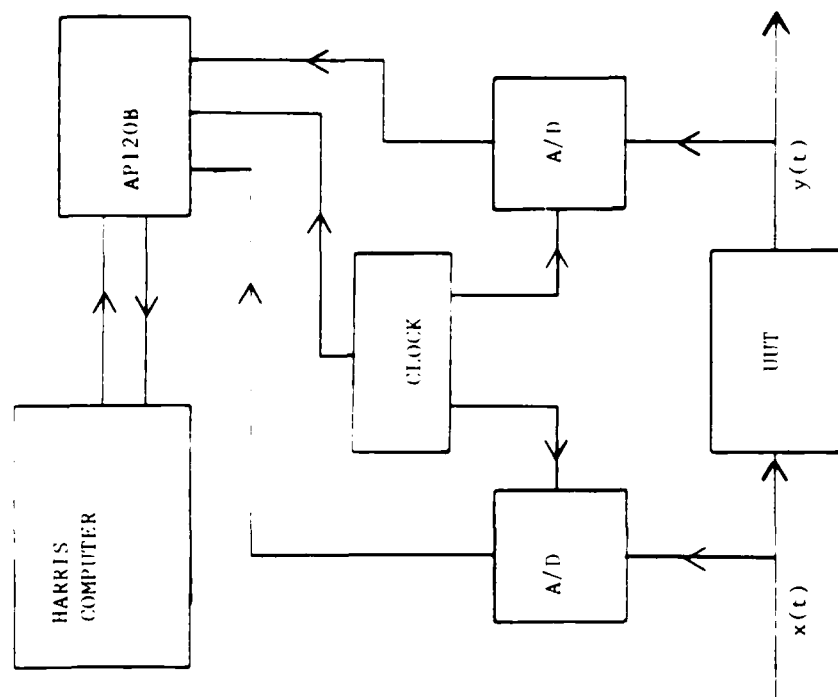 HARRIS
COMPUTER
AP120B
CLOCK
A/D
A/D
x(t)
UUT
y(t)